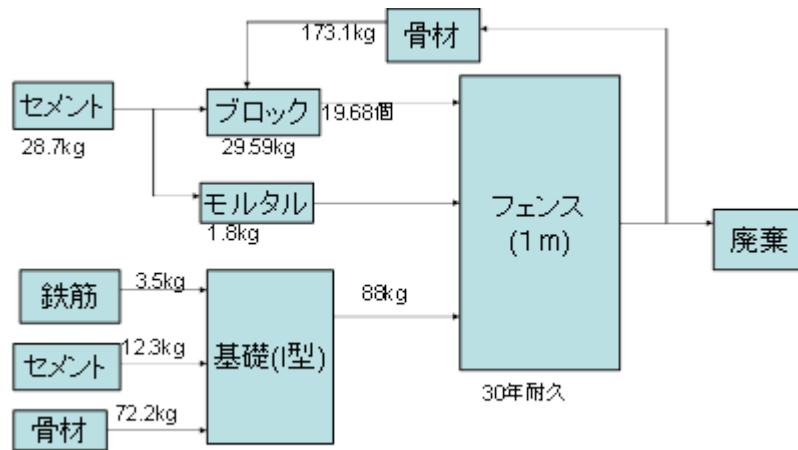 173.1kg
骨材
セメント
28.7kg
ブロック
19.68個
29.59kg
モルタル
1.8kg
フェンス
(1m)
廃棄
鉄筋
3.5kg
88kg
セメント
12.3kg
基礎(I型)
骨材
72.2kg
30年耐久